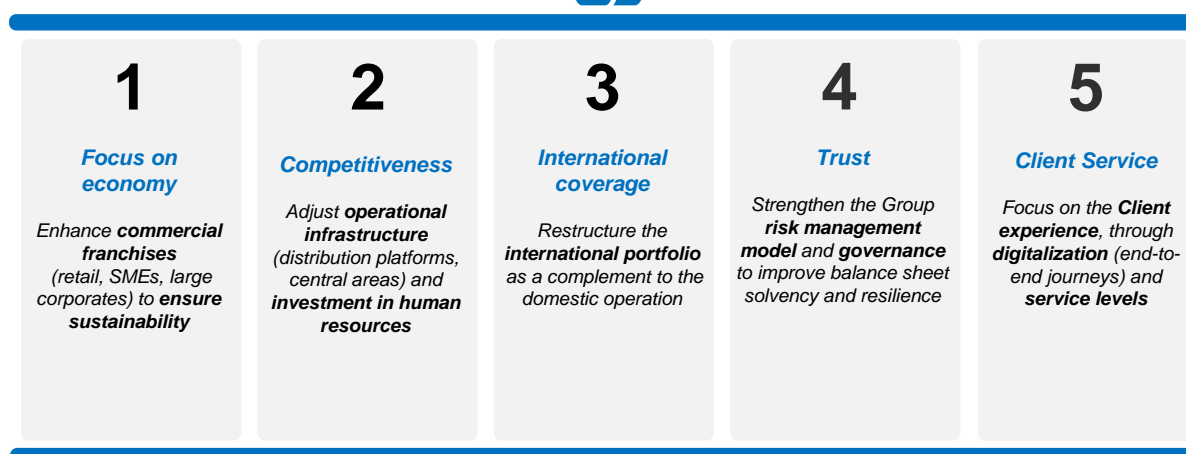 1
Focus on
economy
Enhance commercial
franchises
(retail, SMEs, large
corporates) to ensure
sustainability
2
Competitiveness
Adjust operational
infrastructure
(distribution platforms,
central areas) and
investment in human
resources
3
International
coverage
Restructure the
international portfolio
as a complement to the
domestic operation
4
Trust
Strengthen the Group
risk management
model and governance
to improve balance sheet
solvency and resilience
5
Client Service
Focus on the Client
experience, through
digitalization (end-to-
end journeys) and
service levels